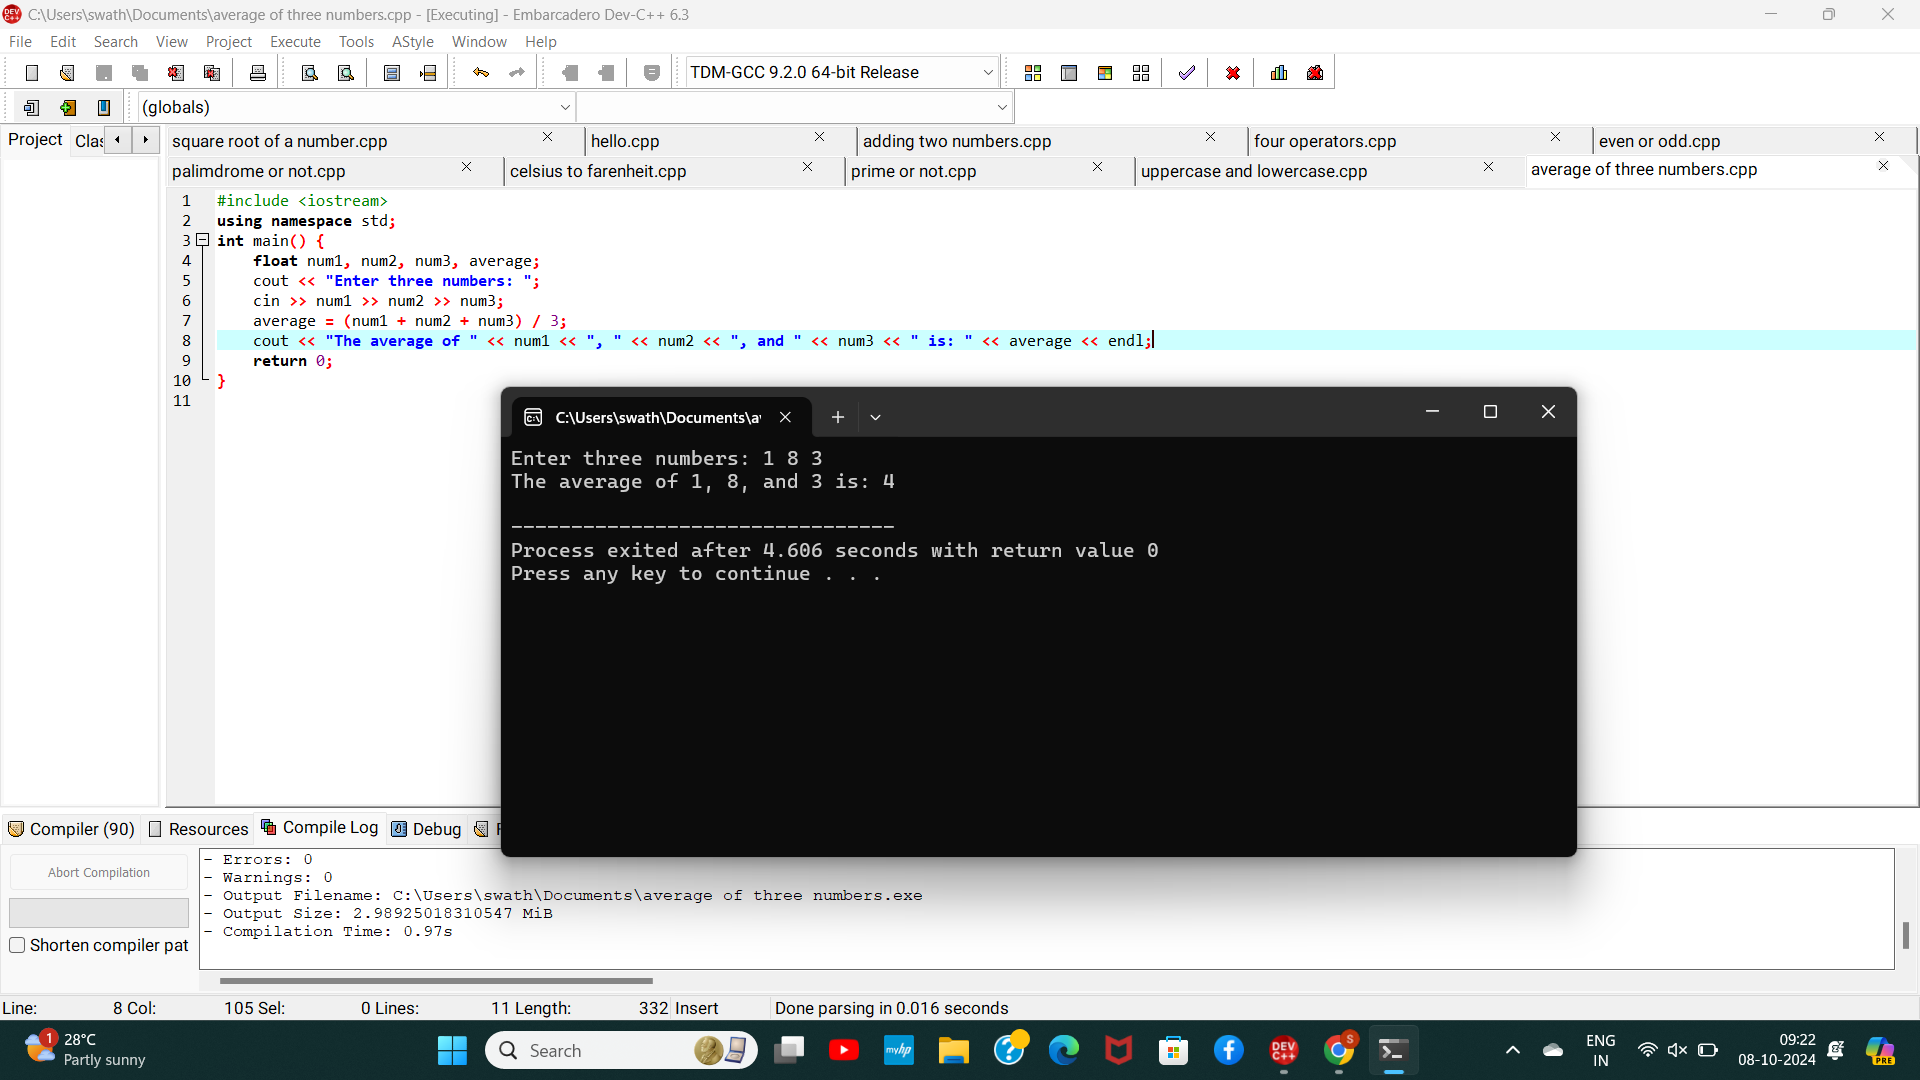 C:\Users\swath\Documents\average of three numbers.cpp - [Executing] - Embarcadero Dev-C++ 6.3
File Edit Search View Project Execute Tools AStyle Window Help
TDM-GCC 9.2.0 64-bit Release
(globals)
Project Clas
square root of a number.cpp hello.cpp adding two numbers.cpp four operators.cpp even or odd.cpp
palimdrome or not.cpp celsius to farenheit.cpp prime or not.cpp uppercase and lowercase.cpp average of three numbers.cpp
1 #include <iostream>
2 using namespace std;
3 int main() {
4 float num1, num2, num3, average;
5 cout << "Enter three numbers: ";
6 cin >> num1 >> num2 >> num3;
7 average = (num1 + num2 + num3) / 3;
8 cout << "The average of " << num1 << ", " << num2 << ", and " << num3 << " is: " << average << endl;
9 return 0;
10 }
11
C:\Users\swath\Documents\a
Enter three numbers: 1 8 3
The average of 1, 8, and 3 is: 4
--------------------------------
Process exited after 4.606 seconds with return value 0
Press any key to continue . . .
Compiler (90) Resources Compile Log Debug
Abort Compilation
Shorten compiler pat
- Errors: 0
- Warnings: 0
- Output Filename: C:\Users\swath\Documents\average of three numbers.exe
- Output Size: 2.98925018310547 MiB
- Compilation Time: 0.97s
Line: 8 Col: 105 Sel: 0 Lines: 11 Length: 332 Insert Done parsing in 0.016 seconds
1
28°C
Partly sunny
Search
myhp
DEV C++
S
ENG
IN
09:22
08-10-2024
PRE